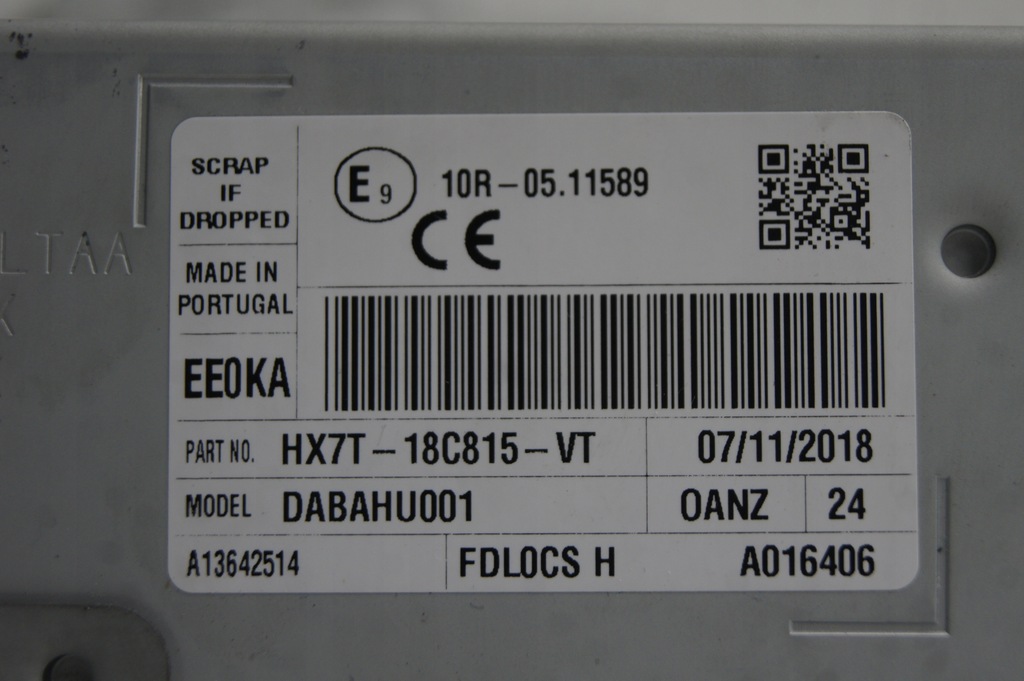 SCRAP
IF
DROPPED
MADE IN
PORTUGAL
EE0KA
E9 10R-05.11589
CE
PART NO. HX7T-18C815-VT 07/11/2018
MODEL DABAHU001 OANZ 24
A13642514 FDLOCS H A016406
LTAA